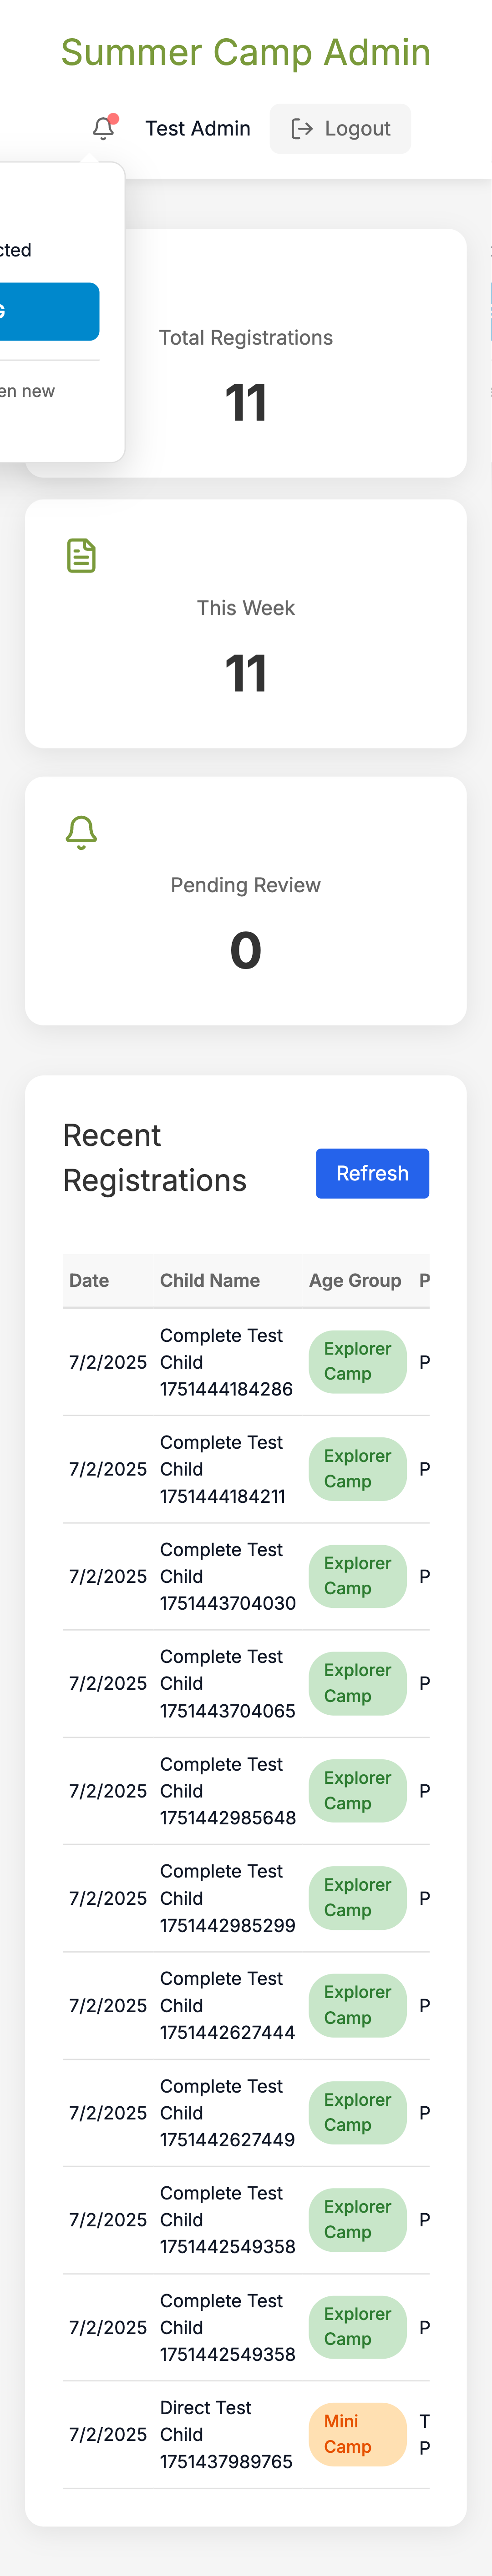 Summer Camp Admin
Test Admin
Logout
cted
G
en new
Total Registrations
11
This Week
11
Pending Review
0
Recent
Registrations
Refresh
Date Child Name Age Group P
7/2/2025 Complete Test Child 1751444184286 Explorer Camp P
7/2/2025 Complete Test Child 1751444184211 Explorer Camp P
7/2/2025 Complete Test Child 1751443704030 Explorer Camp P
7/2/2025 Complete Test Child 1751443704065 Explorer Camp P
7/2/2025 Complete Test Child 1751442985648 Explorer Camp P
7/2/2025 Complete Test Child 1751442985299 Explorer Camp P
7/2/2025 Complete Test Child 1751442627444 Explorer Camp P
7/2/2025 Complete Test Child 1751442627449 Explorer Camp P
7/2/2025 Complete Test Child 1751442549358 Explorer Camp P
7/2/2025 Complete Test Child 1751442549358 Explorer Camp P
7/2/2025 Direct Test Child 1751437989765 Mini Camp T P